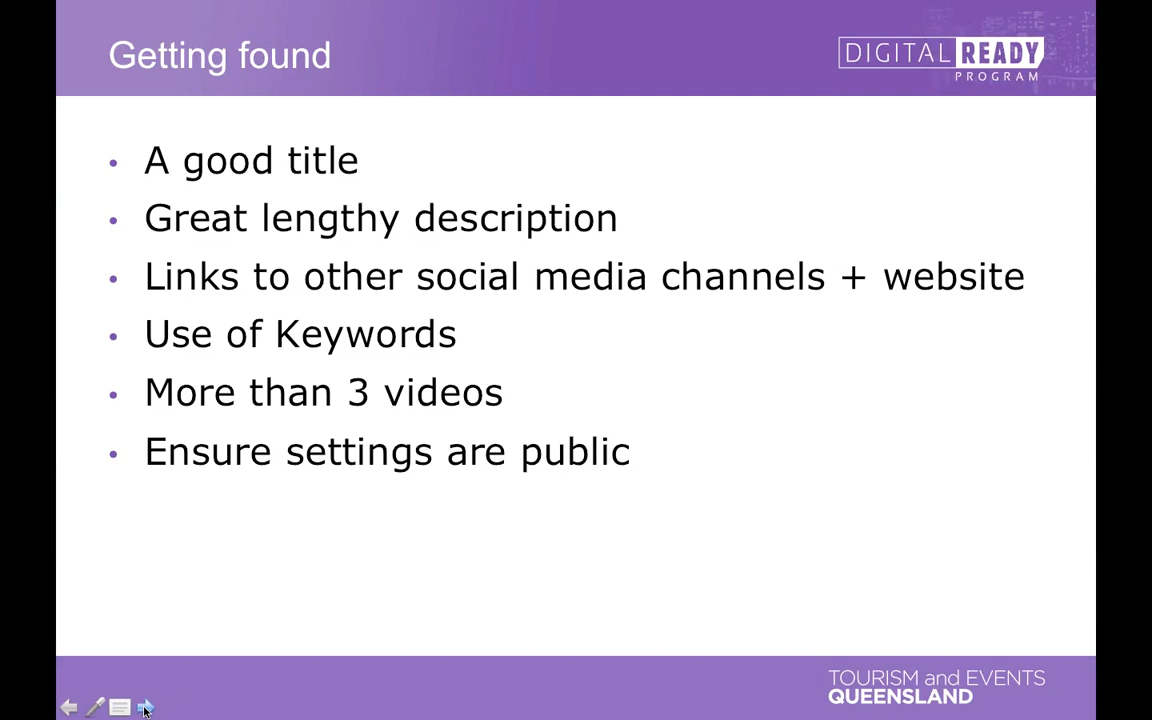 Getting found
DIGITAL READY
PROGRAM
• A good title
• Great lengthy description
• Links to other social media channels + website
• Use of Keywords
• More than 3 videos
• Ensure settings are public
TOURISM and EVENTS
QUEENSLAND